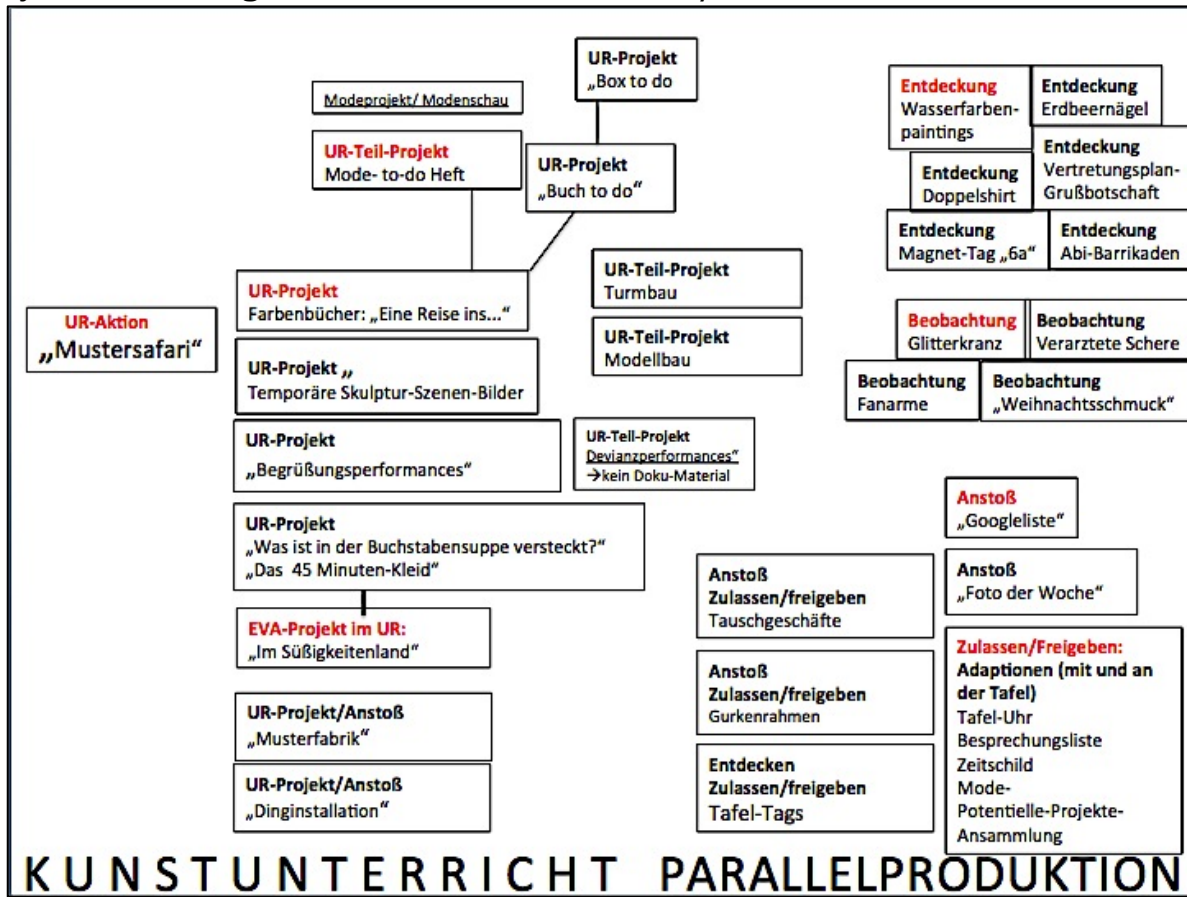 UR-Projekt
„Box to do
Modeprojekt/ Modenschau
UR-Teil-Projekt
Mode- to-do Heft
UR-Projekt
„Buch to do“
UR-Aktion
„Mustersafari“
UR-Projekt
Farbenbücher: „Eine Reise ins...“
UR-Projekt „
Temporäre Skulptur-Szenen-Bilder
UR-Projekt
„Begrüßungsperformances“
UR-Projekt
„Was ist in der Buchstabensuppe versteckt?“
„Das 45 Minuten-Kleid“
EVA-Projekt im UR:
„Im Süßigkeitenland“
UR-Projekt/Anstoß
„Musterfabrik“
UR-Projekt/Anstoß
„Dinginstallation“
UR-Teil-Projekt
Turmbau
UR-Teil-Projekt
Modellbau
UR-Teil-Projekt
Devianzperformances“
→kein Doku-Material
Entdeckung
Wasserfarben-
paintings
Entdeckung
Erdbeernägel
Entdeckung
Doppelshirt
Entdeckung
Vertretungsplan-
Grußbotschaft
Entdeckung
Magnet-Tag „6a“
Entdeckung
Abi-Barrikaden
Beobachtung
Glitterkranz
Beobachtung
Verarztete Schere
Beobachtung
Fanarme
Beobachtung
„Weihnachtsschmuck“
Anstoß
„Googleliste“
Anstoß
„Foto der Woche“
Anstoß
Zulassen/freigeben
Tauschgeschäfte
Anstoß
Zulassen/freigeben
Gurkenrahmen
Entdecken
Zulassen/freigeben
Tafel-Tags
Zulassen/Freigeben:
Adaptionen (mit und an
der Tafel)
Tafel-Uhr
Besprechungsliste
Zeitschild
Mode-
Potentielle-Projekte-
Ansammlung
KUNSTUNTERRICHT PARALLELPRODUKTION